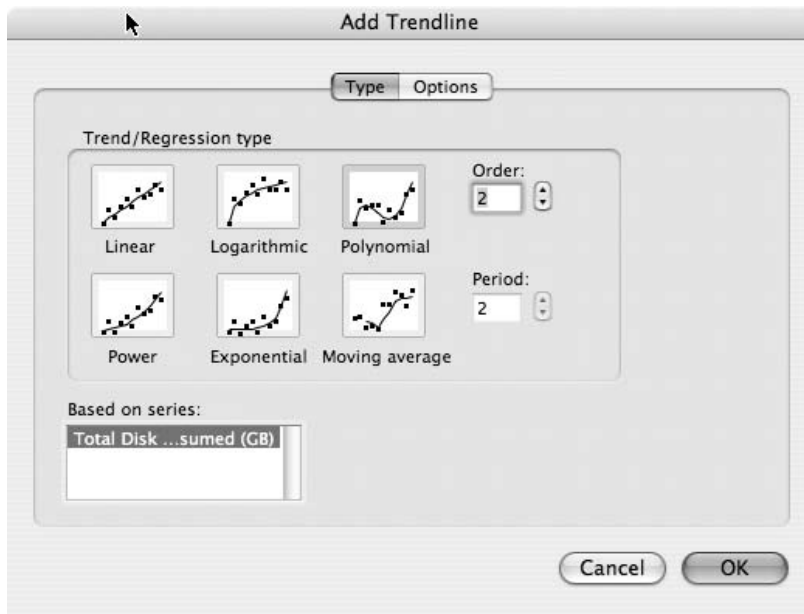 Add Trendline
Type Options
Trend/Regression type
Order:
2
Linear Logarithmic Polynomial
Period:
2
Power Exponential Moving average
Based on series:
Total Disk ...sumed (GB)
Cancel OK